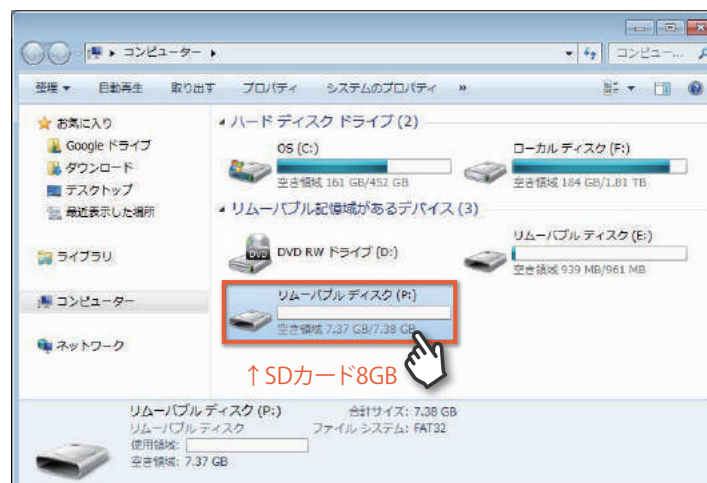 コンピューター
コンピュー...
整理
自動再生
取り出す
プロパティ
システムのプロパティ
»
お気に入り
Google ドライブ
ダウンロード
デスクトップ
最近表示した場所
ライブラリ
コンピューター
ネットワーク
ハード ディスク ドライブ (2)
OS (C:)
空き領域 161 GB/452 GB
ローカル ディスク (F:)
空き領域 184 GB/1.81 TB
リムーバブル記憶域があるデバイス (3)
DVD RW ドライブ (D:)
リムーバブル ディスク (E:)
空き領域 939 MB/961 MB
リムーバブル ディスク (P:)
空き領域 7.37 GB/7.38 GB
↑SDカード8GB
リムーバブル ディスク (P:) 合計サイズ: 7.38 GB
リムーバブル ディスク ファイル システム: FAT32
使用領域:
空き領域: 7.37 GB